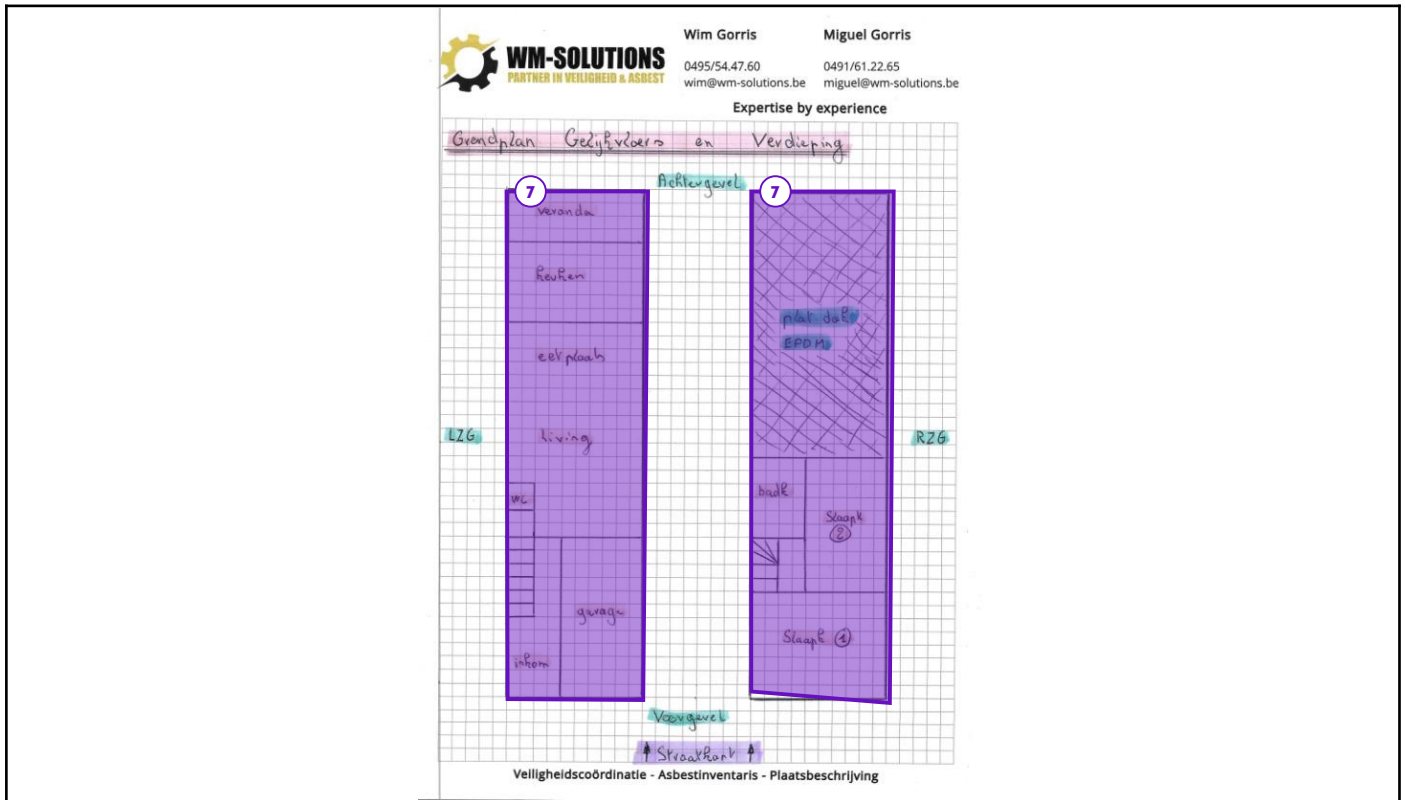 WM-SOLUTIONS
PARTNER IN VEILIGHEID & ASBEST
Wim Gorris
0495/54.47.60
wim@wm-solutions.be
Miguel Gorris
0491/61.22.65
miguel@wm-solutions.be
Expertise by experience
Grondplan Gelijkvloers en Verdieping
Achtergevel
7
7
veranda
keuken
plat dak
EPDM
eetplaats
LZG
living
RZG
wc
badk
Slaapk
2
garage
Slaapk 1
inkom
Voorgevel
Straatkant
Veiligheidscoördinatie - Asbestinventaris - Plaatsbeschrijving